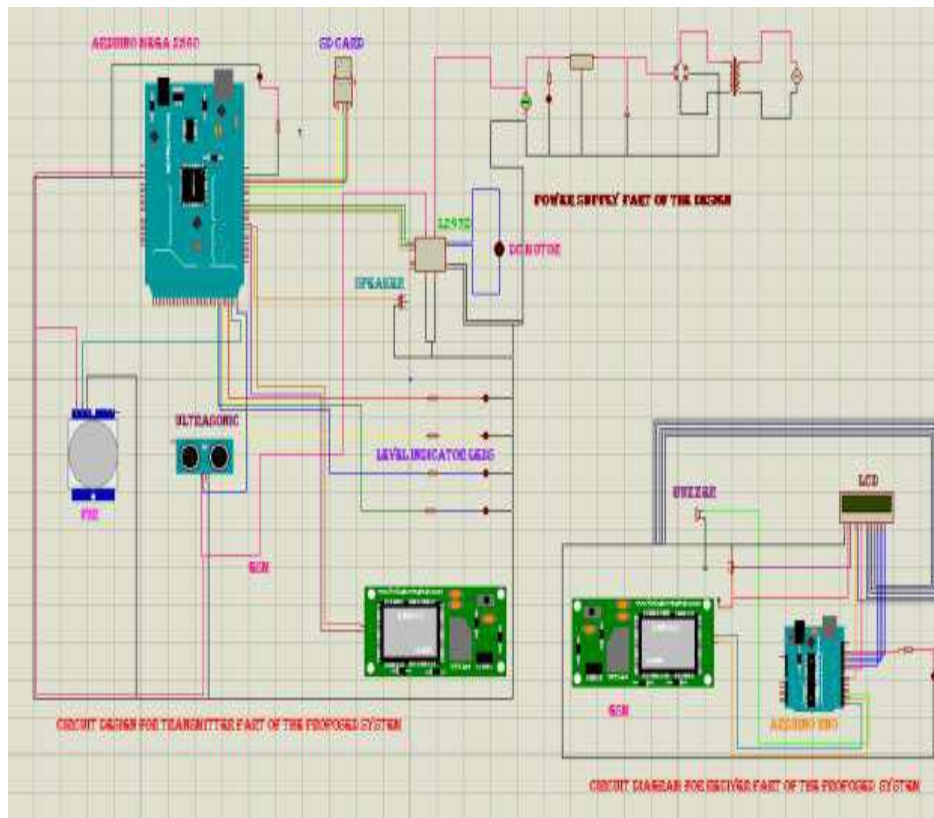 ARDUINO MEGA 2560
SD CARD
POWER SUPPLY PART OF THE DESIGN
DC MOTOR
SPEAKER
ULTRASONIC
LEVEL INDICATOR LEDS
PIR
GSM
BUZZER
LCD
GSM
ARDUINO UNO
CIRCUIT DESIGN FOR TRANSMITTER PART OF THE PROPOSED SYSTEM
CIRCUIT DIAGRAM FOR RECIVER PART OF THE PROPOSED SYSTEM